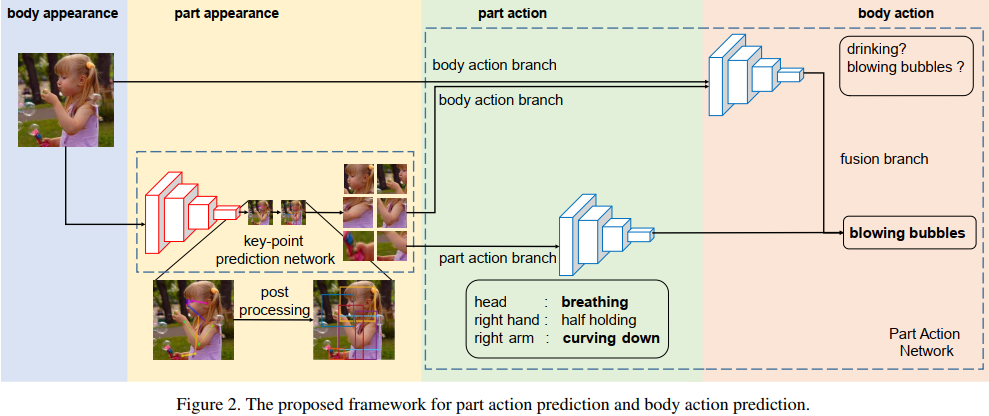 body appearance
part appearance
part action
body action
body action branch
body action branch
drinking?
blowing bubbles ?
fusion branch
key-point
prediction network
part action branch
blowing bubbles
post
processing
head : breathing
right hand : half holding
right arm : curving down
Part Action
Network
Figure 2. The proposed framework for part action prediction and body action prediction.